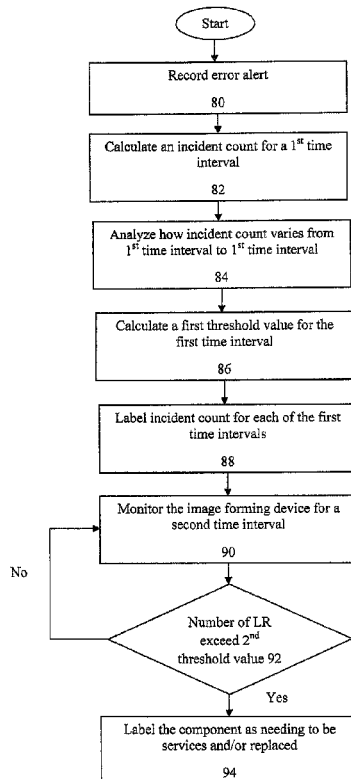 Start
Record error alert
80
Calculate an incident count for a 1st time
interval
82
Analyze how incident count varies from
1st time interval to 1st time interval
84
Calculate a first threshold value for the
first time interval
86
Label incident count for each of the first
time intervals
88
Monitor the image forming device for a
second time interval
90
No
Number of LR
exceed 2nd
threshold value 92
Yes
Label the component as needing to be
services and/or replaced
94